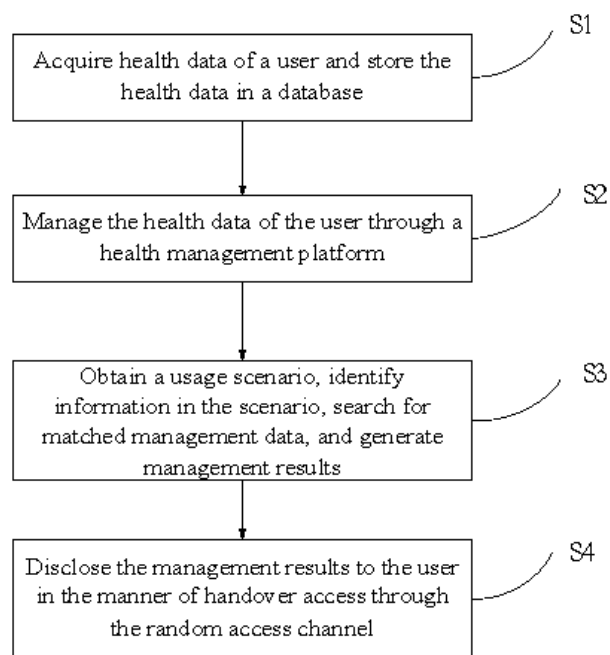 S1
Acquire health data of a user and store the
health data in a database
S2
Manage the health data of the user through a
health management platform
S3
Obtain a usage scenario, identify
information in the scenario, search for
matched management data, and generate
management results
S4
Disclose the management results to the user
in the manner of handover access through
the random access channel